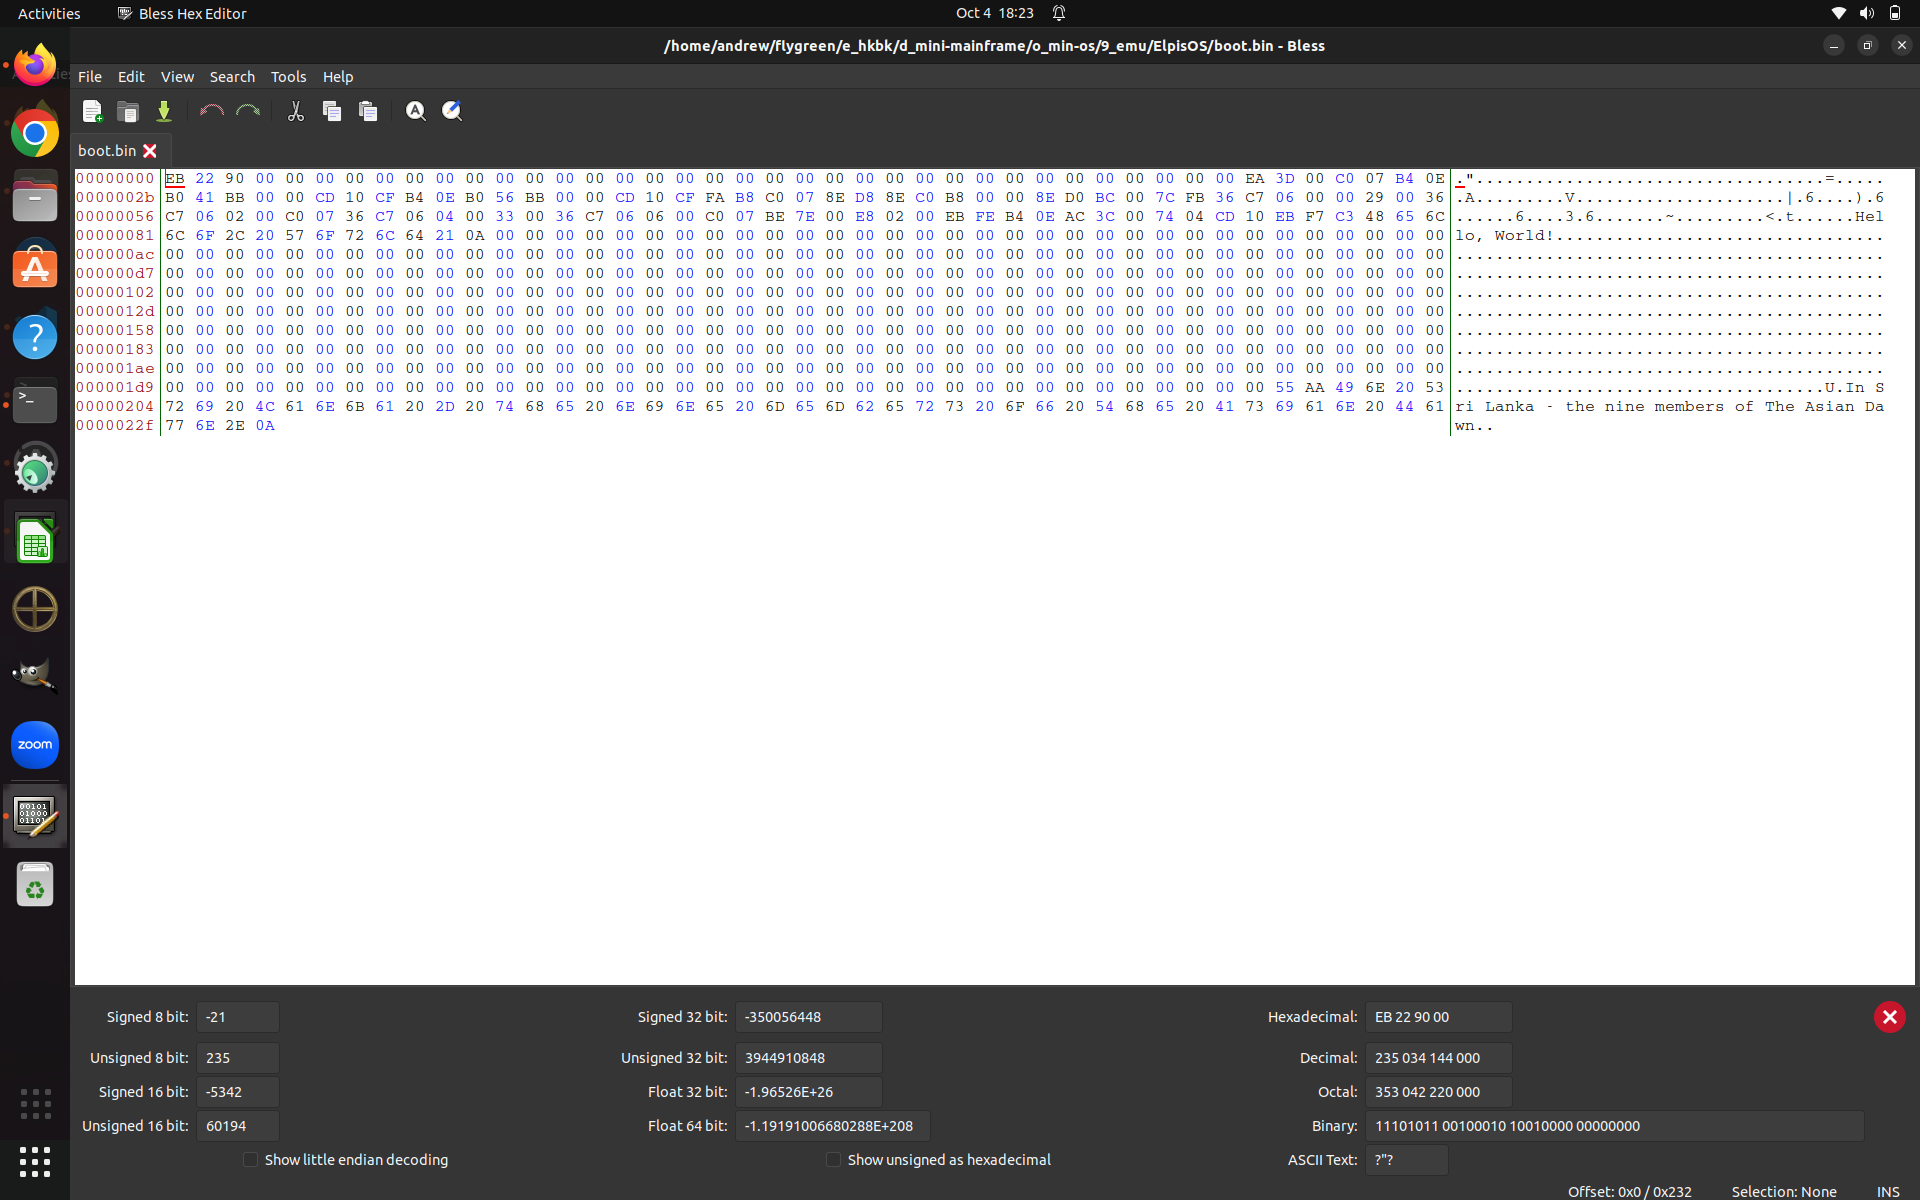 Activities
Bless Hex Editor
Oct 4 18:23
/home/andrew/flygreen/e_hkbk/d_mini-mainframe/o_min-os/9_emu/ElpisOS/boot.bin - Bless
File Edit View Search Tools Help
boot.bin
00000000 EB 22 90 00 00 00 00 00 00 00 00 00 00 00 00 00 00 00 00 00 00 00 00 00 00 00 00 00 00 00 00 00 00 00 00 00 EA 3D 00 C0 07 B4 0E ."...................................=.....
0000002b B0 41 BB 00 00 CD 10 CF B4 0E B0 56 BB 00 00 CD 10 CF FA B8 C0 07 8E D8 8E C0 B8 00 00 8E D0 BC 00 7C FB 36 C7 06 00 00 29 00 36 .A.........V.....................|.6....).6
00000056 C7 06 02 00 C0 07 36 C7 06 04 00 33 00 36 C7 06 06 00 C0 07 BE 7E 00 E8 02 00 EB FE B4 0E AC 3C 00 74 04 CD 10 EB F7 C3 48 65 6C ......6....3.6.......~.........<.t......Hel
00000081 6C 6F 2C 20 57 6F 72 6C 64 21 0A 00 00 00 00 00 00 00 00 00 00 00 00 00 00 00 00 00 00 00 00 00 00 00 00 00 00 00 00 00 00 00 00 lo, World!.................................
000000ac 00 00 00 00 00 00 00 00 00 00 00 00 00 00 00 00 00 00 00 00 00 00 00 00 00 00 00 00 00 00 00 00 00 00 00 00 00 00 00 00 00 00 00 ...........................................
000000d7 00 00 00 00 00 00 00 00 00 00 00 00 00 00 00 00 00 00 00 00 00 00 00 00 00 00 00 00 00 00 00 00 00 00 00 00 00 00 00 00 00 00 00 ...........................................
00000102 00 00 00 00 00 00 00 00 00 00 00 00 00 00 00 00 00 00 00 00 00 00 00 00 00 00 00 00 00 00 00 00 00 00 00 00 00 00 00 00 00 00 00 ...........................................
0000012d 00 00 00 00 00 00 00 00 00 00 00 00 00 00 00 00 00 00 00 00 00 00 00 00 00 00 00 00 00 00 00 00 00 00 00 00 00 00 00 00 00 00 00 ...........................................
00000158 00 00 00 00 00 00 00 00 00 00 00 00 00 00 00 00 00 00 00 00 00 00 00 00 00 00 00 00 00 00 00 00 00 00 00 00 00 00 00 00 00 00 00 ...........................................
00000183 00 00 00 00 00 00 00 00 00 00 00 00 00 00 00 00 00 00 00 00 00 00 00 00 00 00 00 00 00 00 00 00 00 00 00 00 00 00 00 00 00 00 00 ...........................................
000001ae 00 00 00 00 00 00 00 00 00 00 00 00 00 00 00 00 00 00 00 00 00 00 00 00 00 00 00 00 00 00 00 00 00 00 00 00 00 00 00 00 00 00 00 ...........................................
000001d9 00 00 00 00 00 00 00 00 00 00 00 00 00 00 00 00 00 00 00 00 00 00 00 00 00 00 00 00 00 00 00 00 00 00 00 00 00 55 AA 49 6E 20 53 .....................................U.In S
00000204 72 69 20 4C 61 6E 6B 61 20 2D 20 74 68 65 20 6E 69 6E 65 20 6D 65 6D 62 65 72 73 20 6F 66 20 54 68 65 20 41 73 69 61 6E 20 44 61 ri Lanka - the nine members of The Asian Da
0000022f 77 6E 2E 0A wn..
zoom
Signed 8 bit: -21 Signed 32 bit: -350056448 Hexadecimal: EB 22 90 00
Unsigned 8 bit: 235 Unsigned 32 bit: 3944910848 Decimal: 235 034 144 000
Signed 16 bit: -5342 Float 32 bit: -1.96526E+26 Octal: 353 042 220 000
Unsigned 16 bit: 60194 Float 64 bit: -1.19191006680288E+208 Binary: 11101011 00100010 10010000 00000000
Show little endian decoding Show unsigned as hexadecimal ASCII Text: ?"?
Offset: 0x0 / 0x232 Selection: None INS